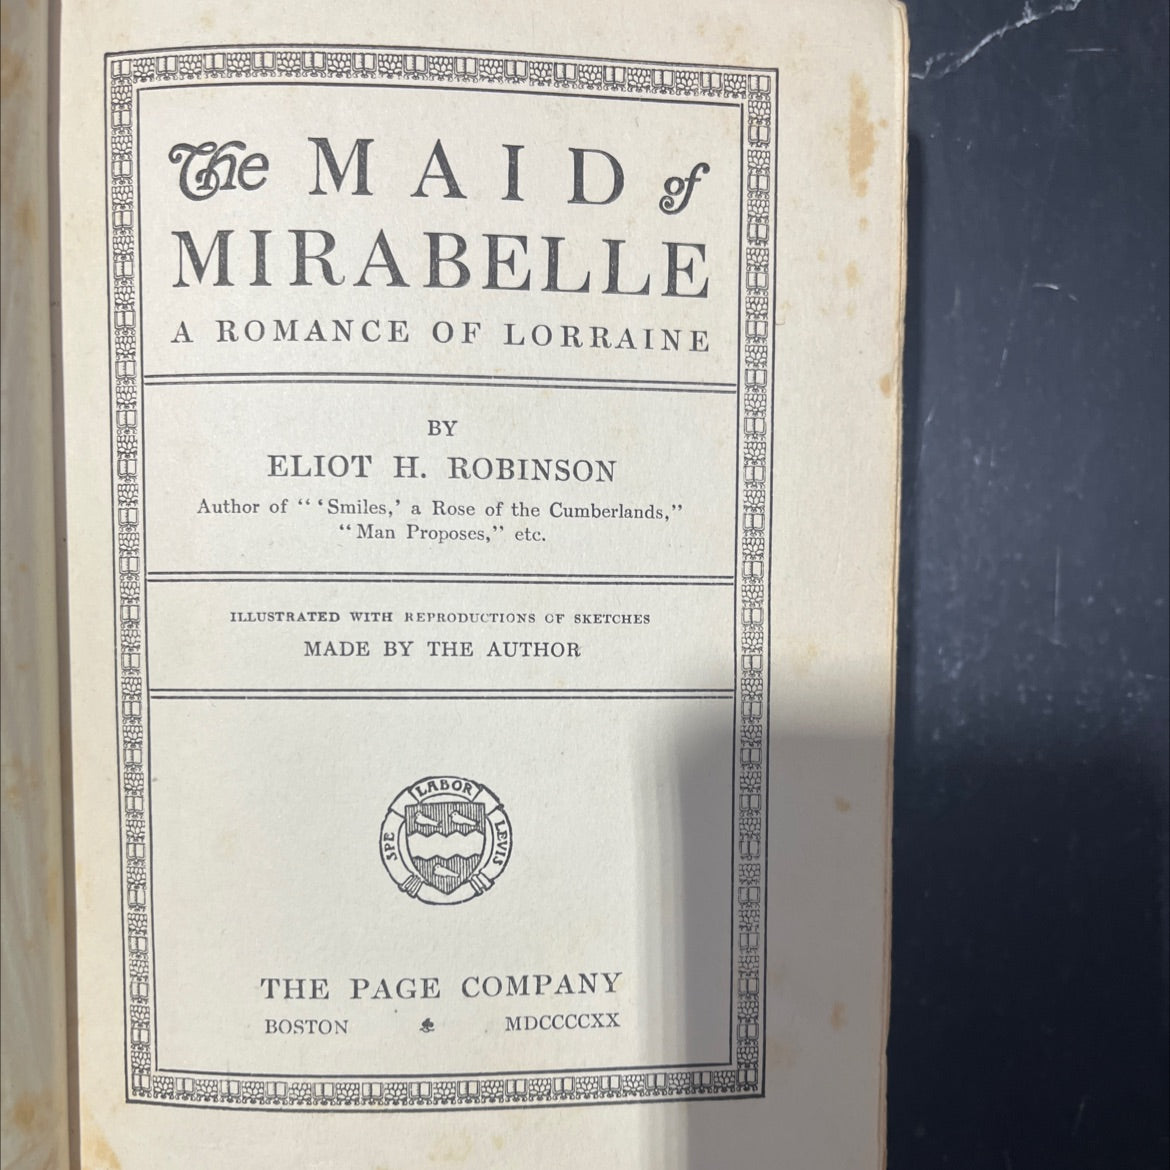 The MAID of
MIRABELLE
A ROMANCE OF LORRAINE
BY
ELIOT H. ROBINSON
Author of “ ‘Smiles,’ a Rose of the Cumberlands,”
“Man Proposes,” etc.
ILLUSTRATED WITH REPRODUCTIONS OF SKETCHES
MADE BY THE AUTHOR
SPE LABOR LEVIS
THE PAGE COMPANY
BOSTON MDCCCCXX